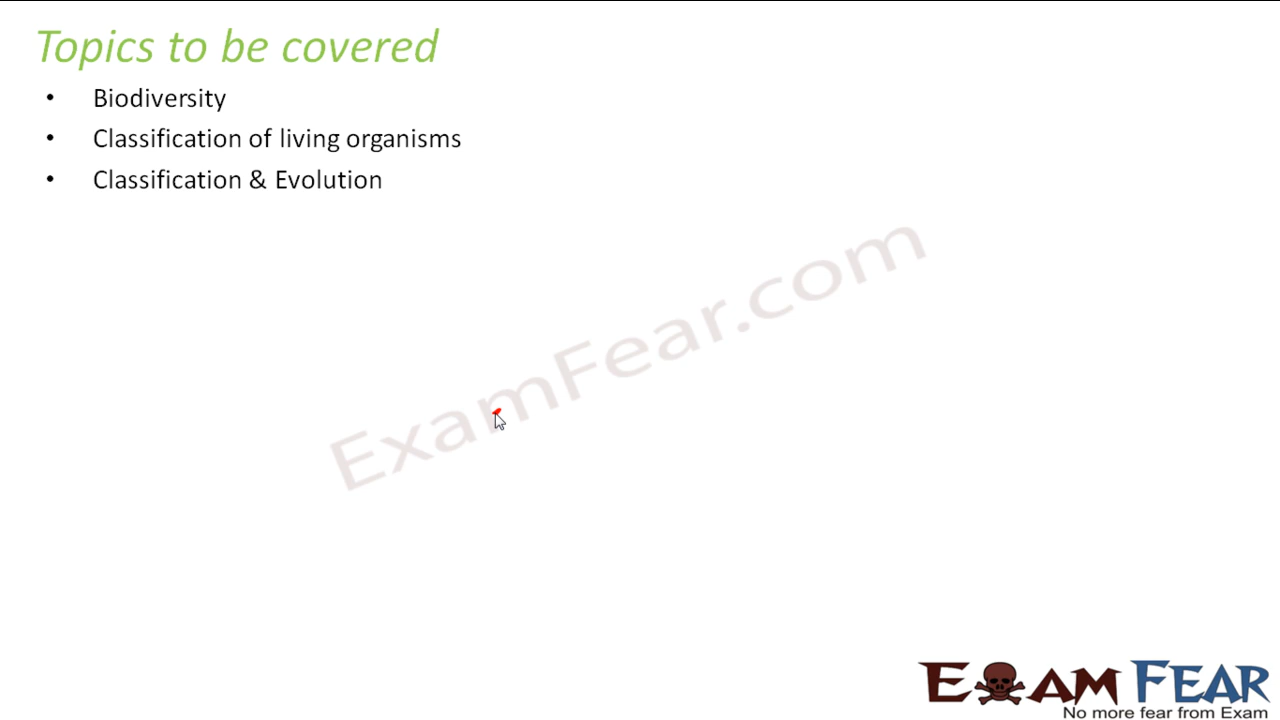 Topics to be covered
• Biodiversity
• Classification of living organisms
• Classification & Evolution
ExamFear.com
EXAM FEAR
No more fear from Exam